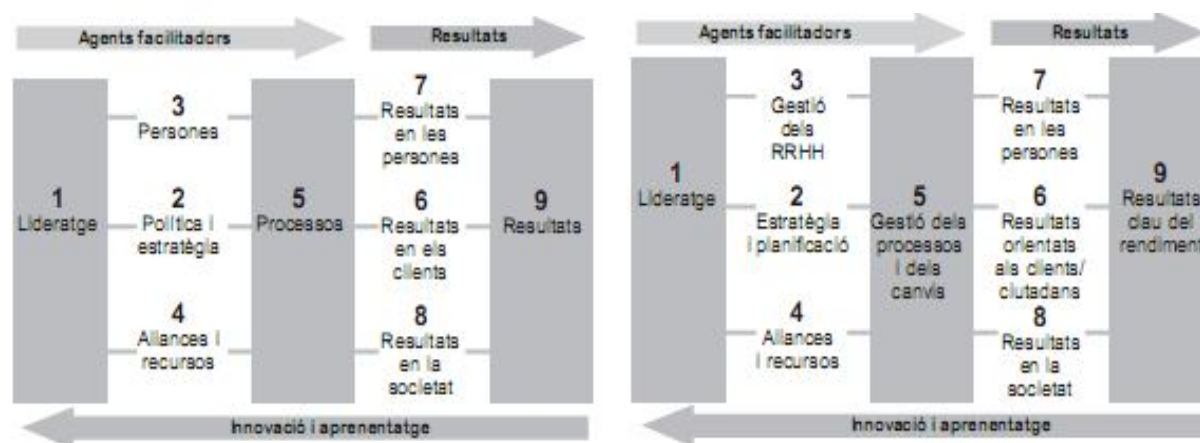 Agents facilitadors
Resultats
1
Lideratge
3
Persones
2
Política i
estratègia
4
Aliances i
recursos
5
Processos
7
Resultats
en les
persones
6
Resultats
en els
clients
8
Resultats
en la
societat
9
Resultats
Innovació i aprenentatge
Agents facilitadors
Resultats
1
Lideratge
3
Gestió
dels
RRHH
2
Estratègia
i planificació
4
Aliances
i recursos
5
Gestió dels
processos
i dels
canvis
7
Resultats
en les
persones
6
Resultats
orientats
als clients/
ciutadans
8
Resultats
en la
societat
9
Resultats
clau del
rendiment
Innovació i aprenentatge